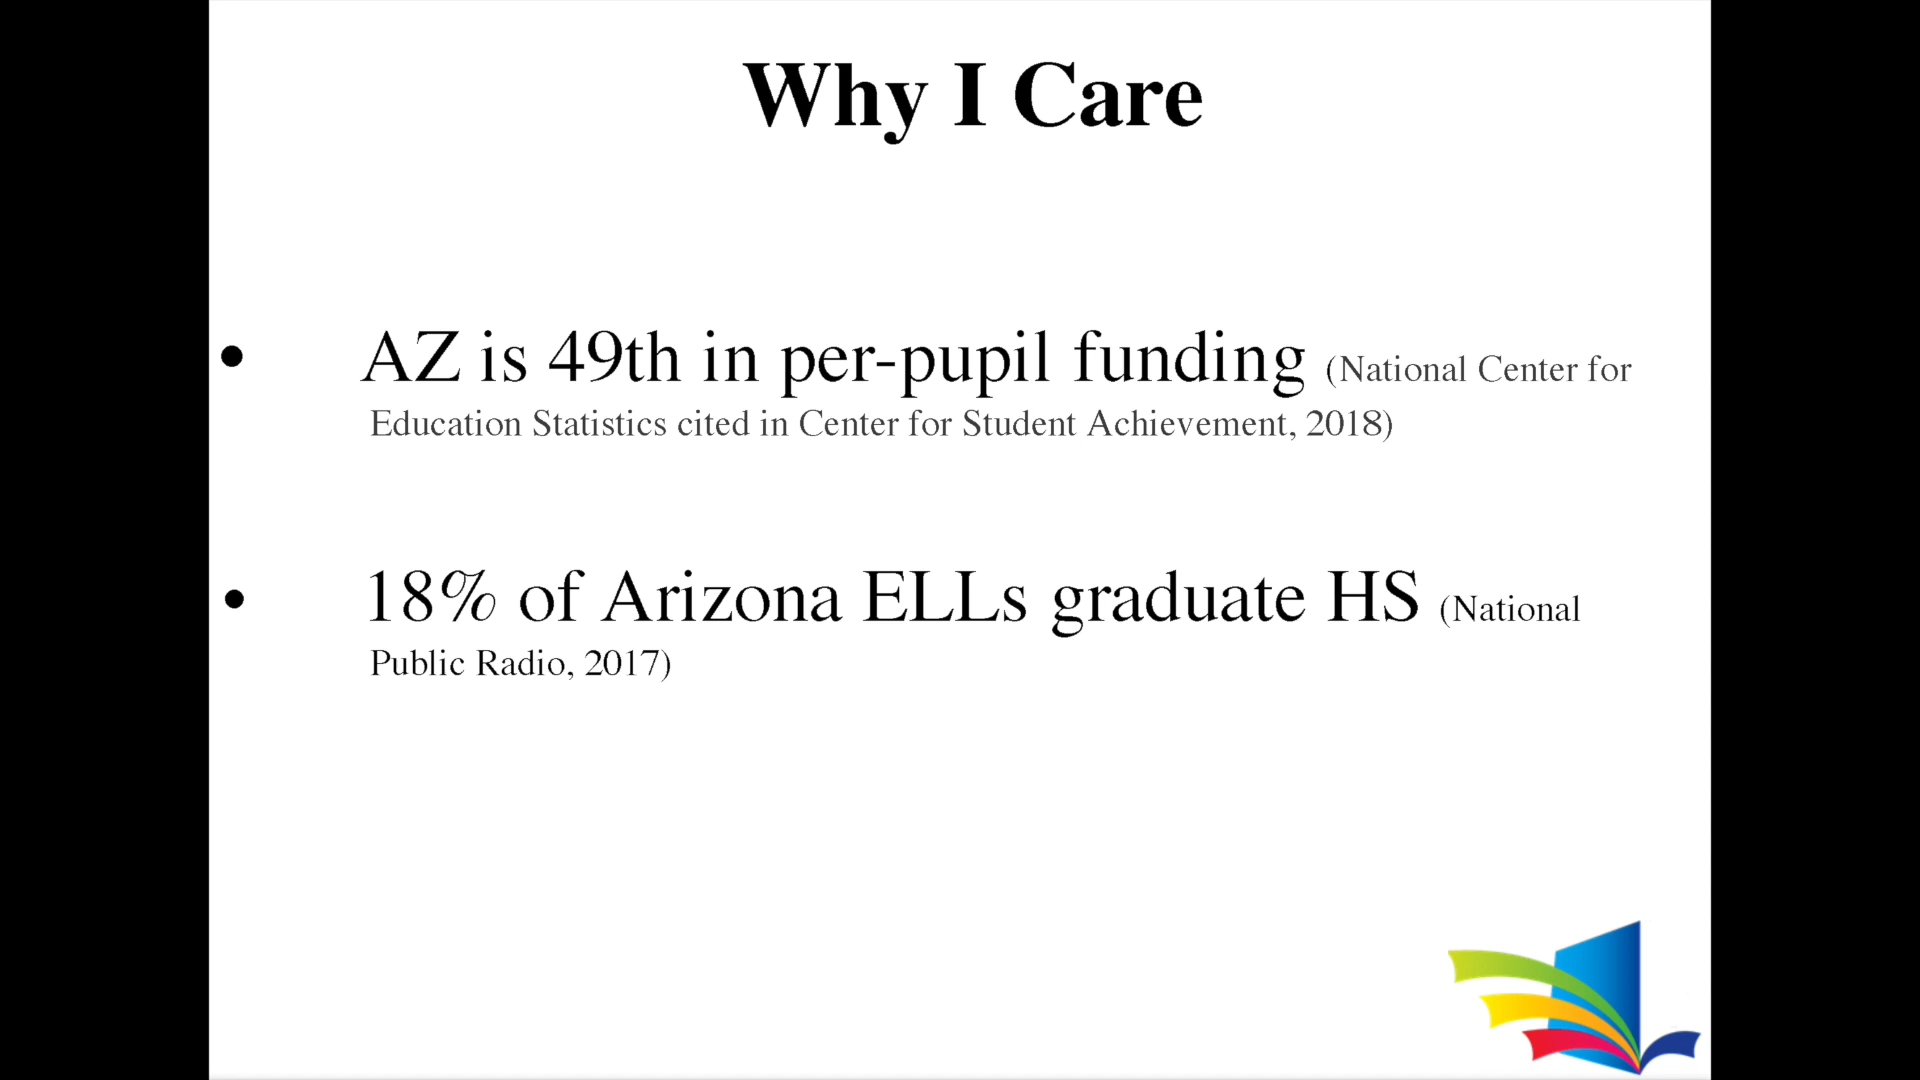 Why I Care
• AZ is 49th in per-pupil funding (National Center for
Education Statistics cited in Center for Student Achievement, 2018)
• 18% of Arizona ELLs graduate HS (National
Public Radio, 2017)